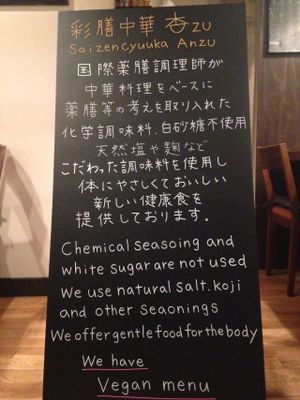 彩膳中華 杏ZU
Saizencyuuka Anzu
国際薬膳調理師が
中華料理をベースに
薬膳等の考えを取り入れた
化学調味料.白砂糖不使用
天然塩や麹など
こだわった調味料を使用し
体にやさしくておいしい
新しい健康食を
提供しております。
Chemical seasoing and
white sugar are not used
We use natural salt.koji
and other seaonings
We offer gentle food for the body
We have
Vegan menu